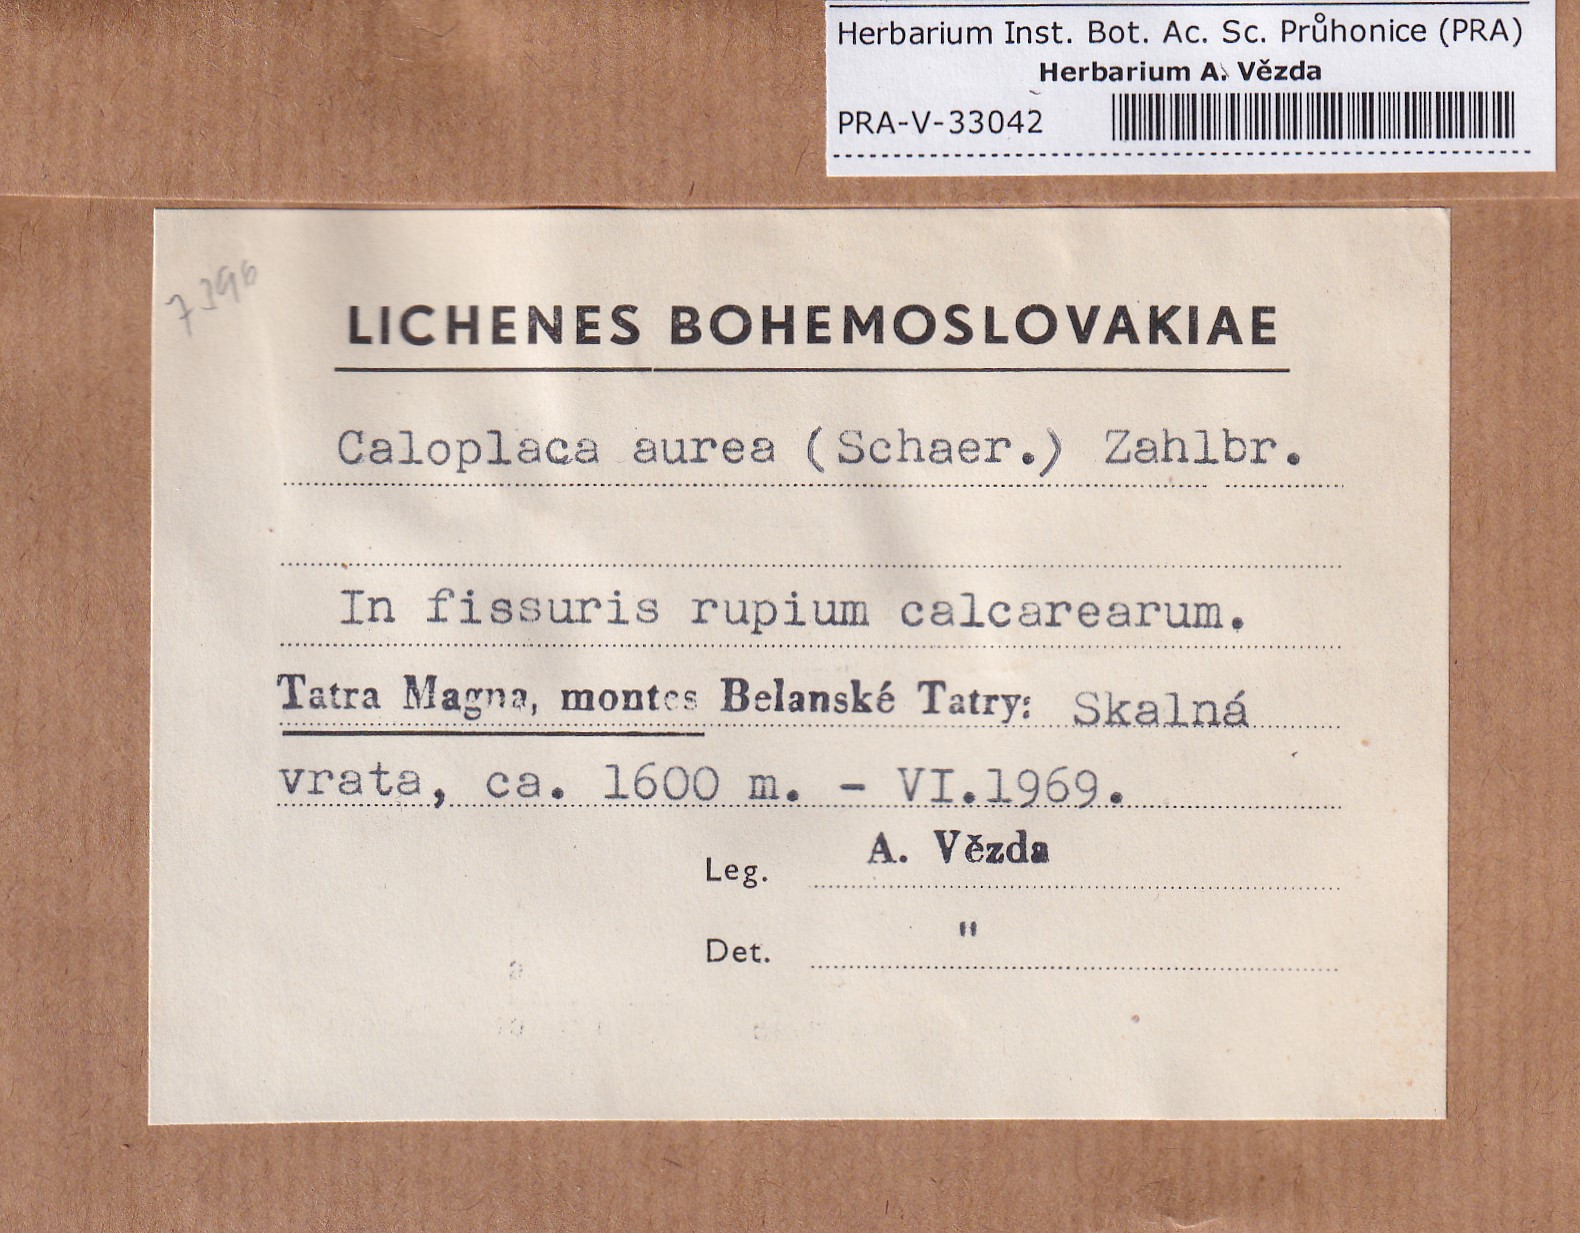 Herbarium Inst. Bot. Ac. Sc. Průhonice (PRA)
Herbarium A. Vězda
PRA-V-33042
7396
LICHENES BOHEMOSLOVAKIAE
Caloplaca aurea (Schaer.) Zahlbr.
In fissuris rupium calcarearum.
Tatra Magna, montes Belanské Tatry: Skalná
vrata, ca. 1600 m. - VI.1969.
A. Vězda
Leg.
"
Det.